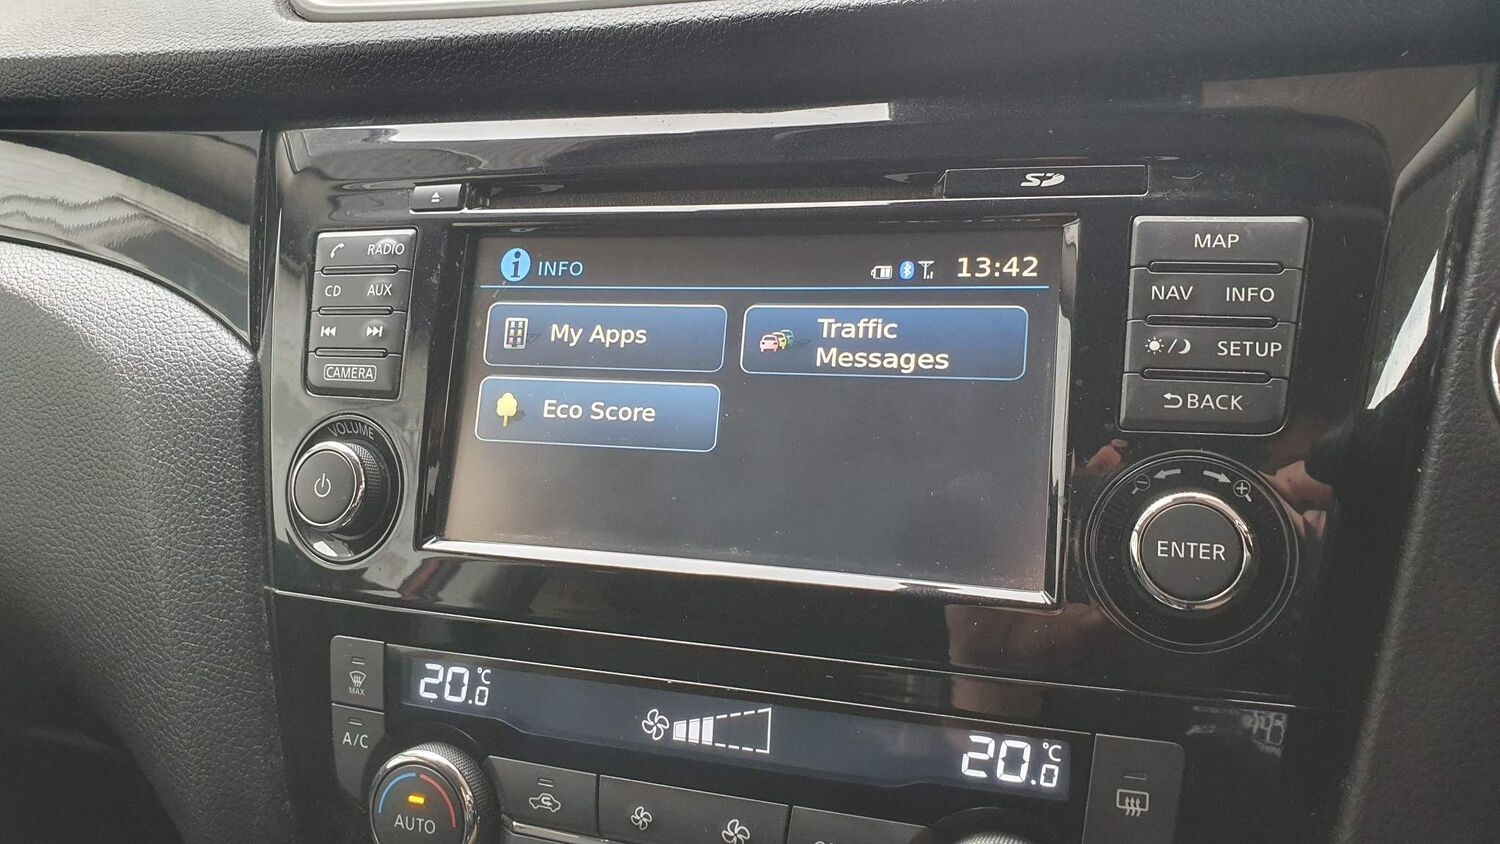 SD
RADIO
CD AUX
CAMERA
VOLUME
i INFO 13:42
My Apps
Traffic
Messages
Eco Score
MAP
NAV INFO
SETUP
BACK
ENTER
MAX
A/C
20.0 °C
20.0 °C
AUTO